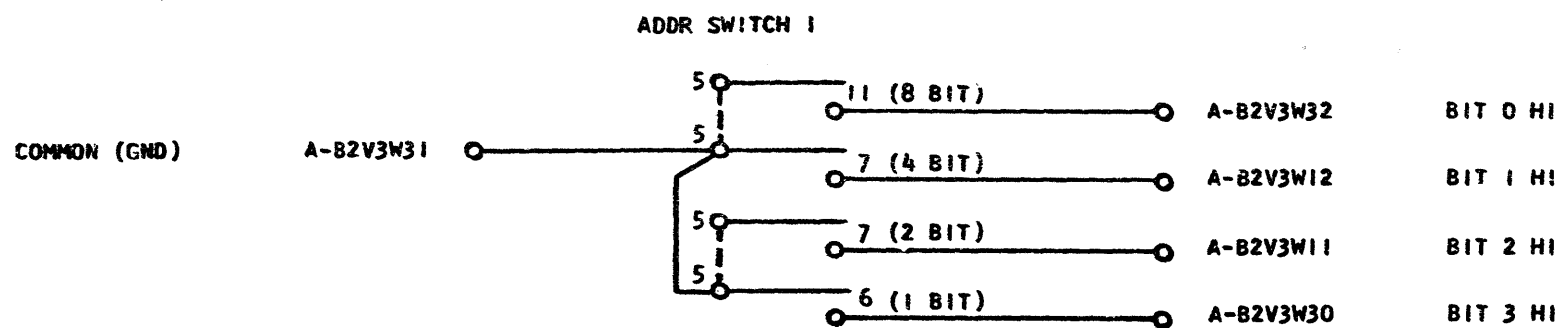 ADDR SWITCH 1
5
11 (8 BIT) A-B2V3W32 BIT 0 HI
COMMON (GND) A-B2V3W31 5
7 (4 BIT) A-B2V3W12 BIT 1 HI
5
7 (2 BIT) A-B2V3W11 BIT 2 HI
5
6 (1 BIT) A-B2V3W30 BIT 3 HI